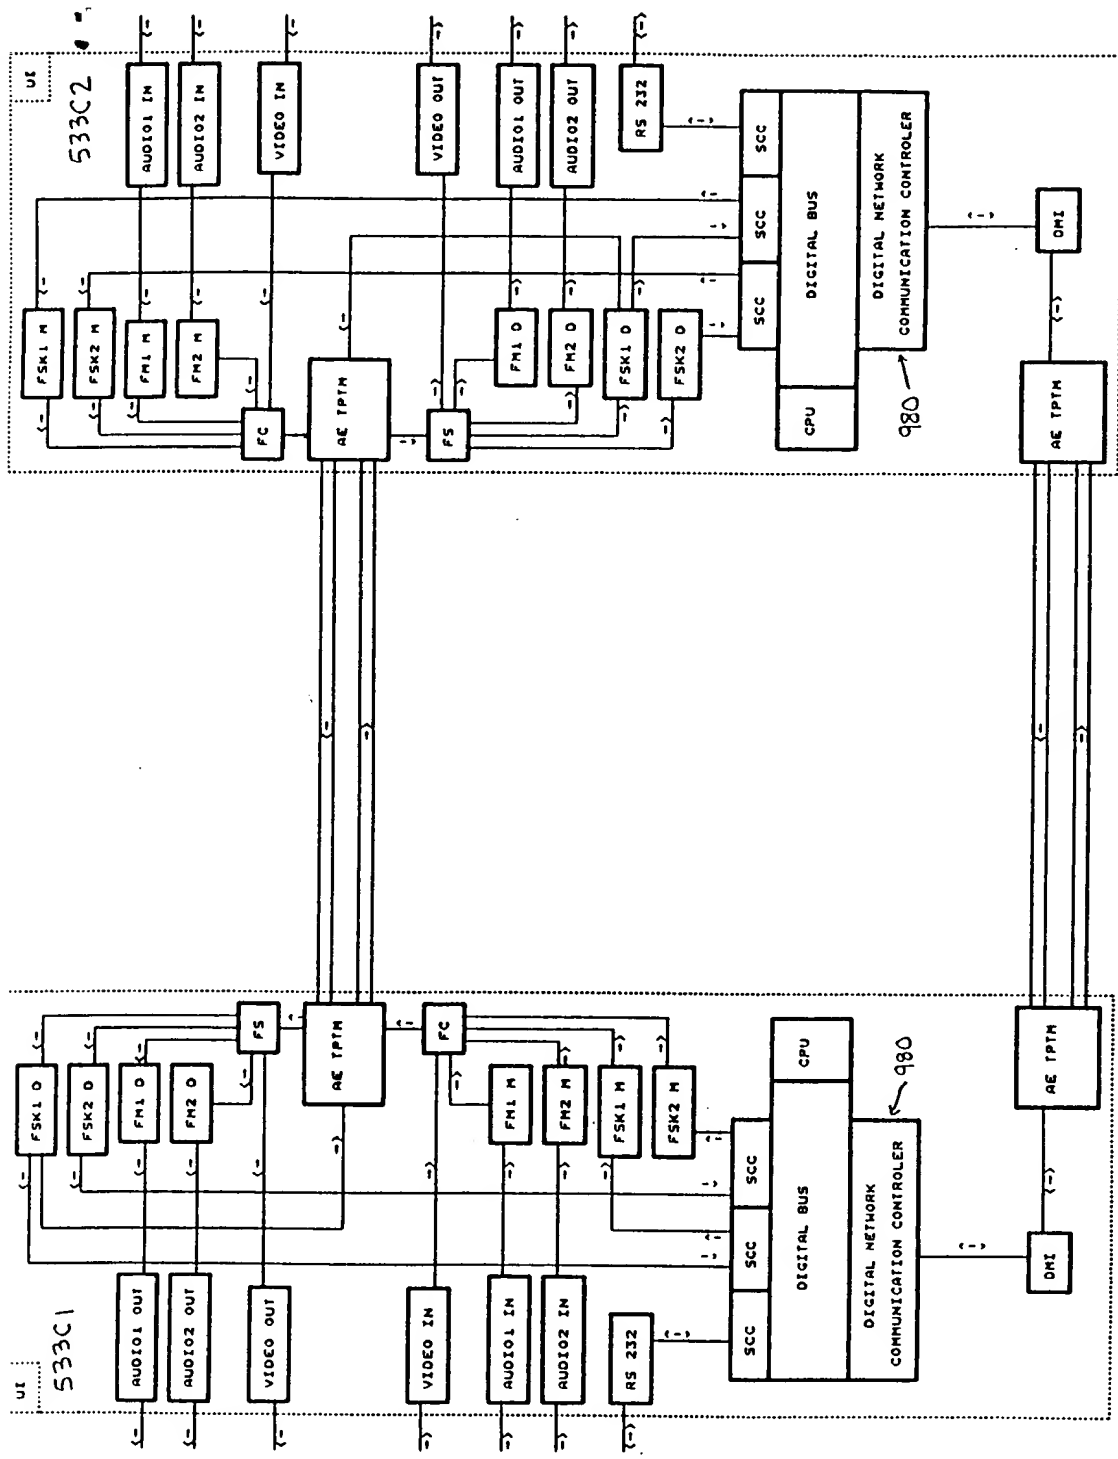 UI
533C1
AUDIO1 OUT
AUDIO2 OUT
VIDEO OUT
FSK1 D
FSK2 D
FM1 D
FM2 D
FS
AE TPTM
VIDEO IN
AUDIO1 IN
AUDIO2 IN
RS 232
FC
FM1 M
FM2 M
FSK1 M
FSK2 M
SCC
SCC
SCC
DIGITAL BUS
CPU
DIGITAL NETWORK
COMMUNICATION CONTROLER
980
DMI
AE TPTM
UI
533C2
FSK1 M
FSK2 M
FM1 M
FM2 M
AUDIO1 IN
AUDIO2 IN
VIDEO IN
FC
AE TPTM
FS
VIDEO OUT
AUDIO1 OUT
AUDIO2 OUT
RS 232
FM1 D
FM2 D
FSK1 D
FSK2 D
SCC
SCC
SCC
CPU
DIGITAL BUS
DIGITAL NETWORK
COMMUNICATION CONTROLER
980
DMI
AE TPTM